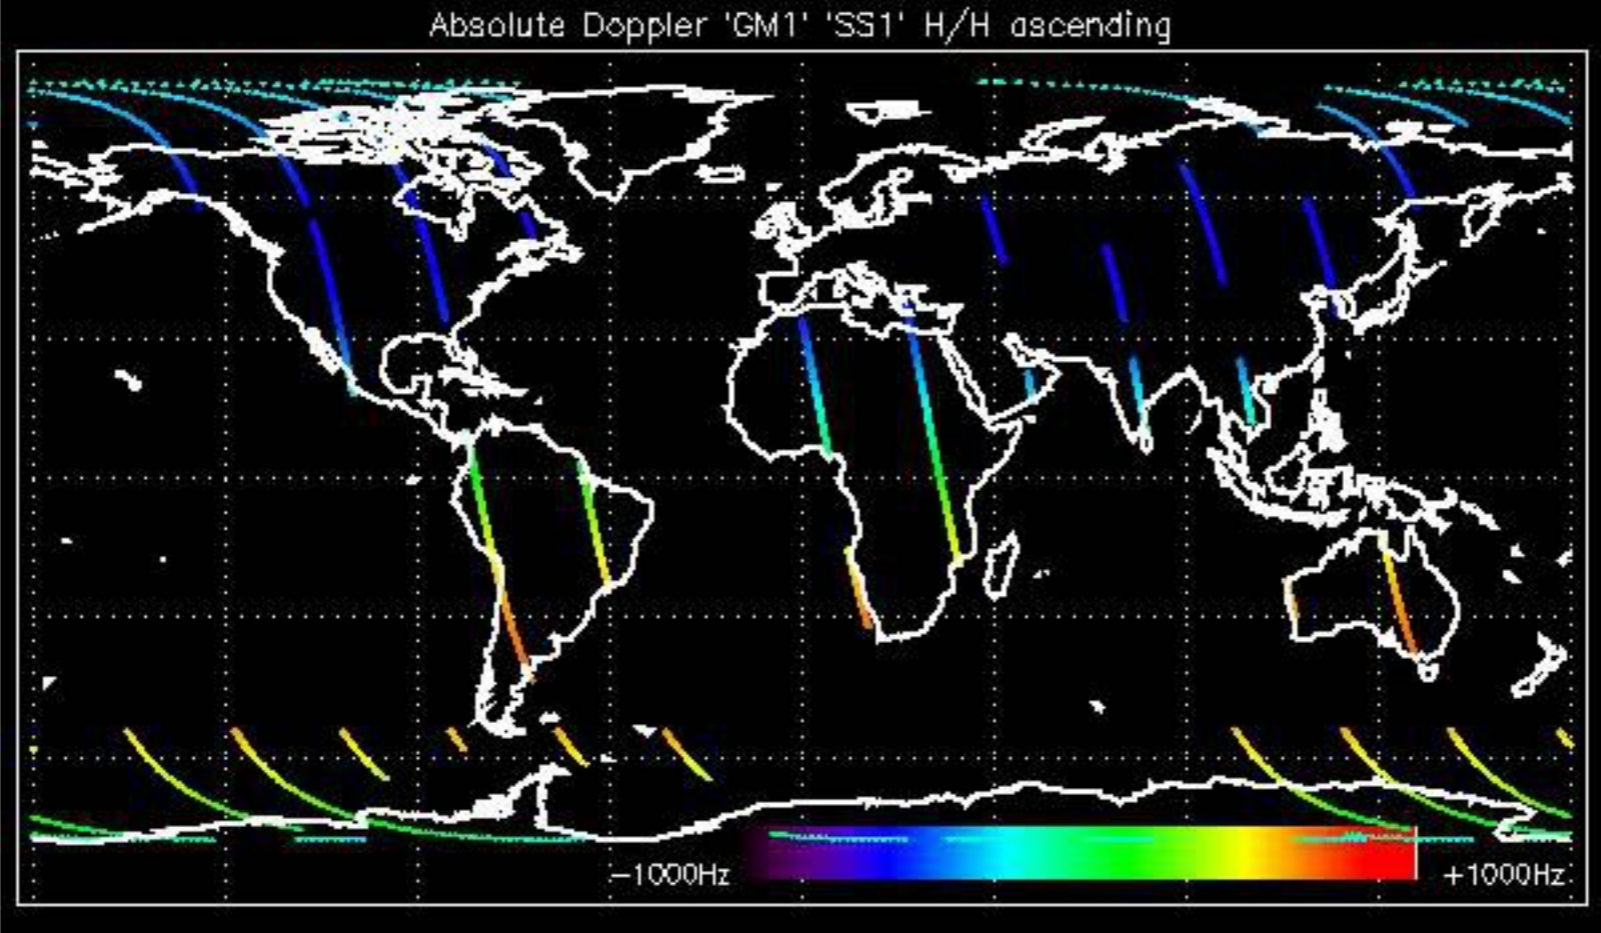 Absolute Doppler 'GM1' 'SS1' H/H ascending
−1000Hz +1000Hz